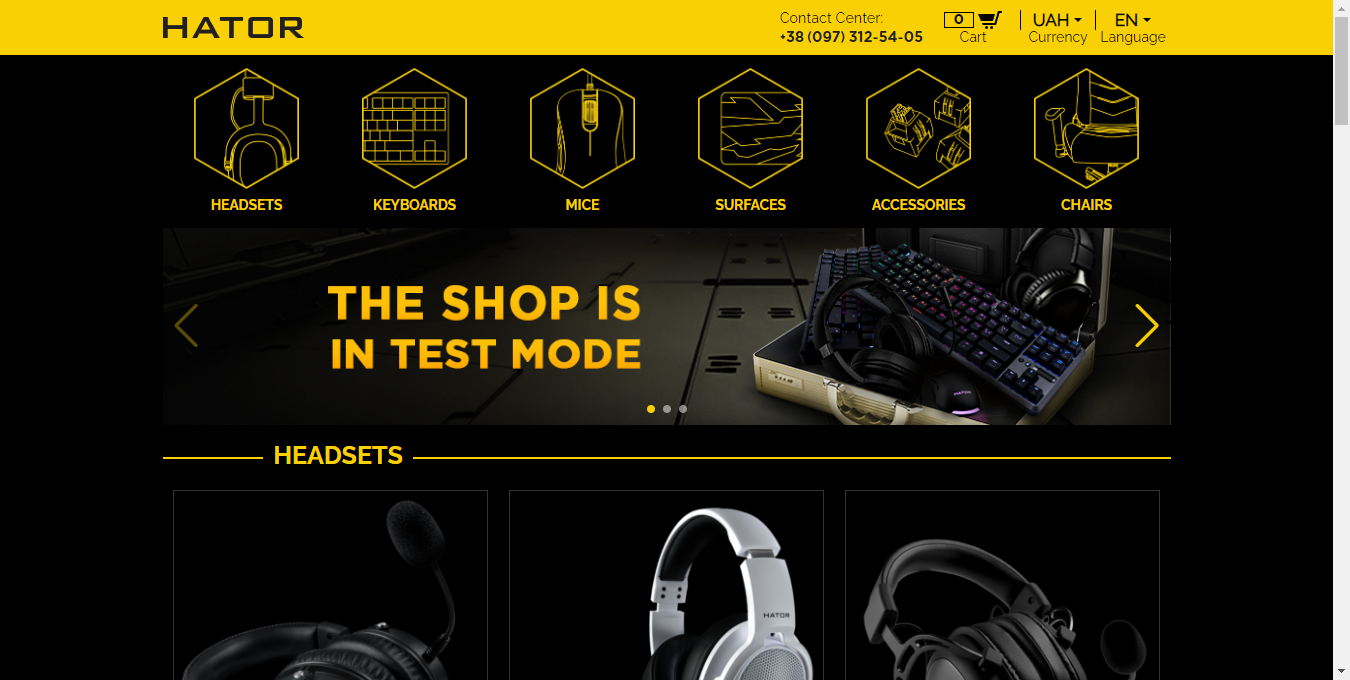 HATOR
Contact Center:
+38 (097) 312-54-05
0
Cart
UAH
Currency
EN
Language
HEADSETS
KEYBOARDS
MICE
SURFACES
ACCESSORIES
CHAIRS
THE SHOP IS
IN TEST MODE
HATOR
HEADSETS
HATOR